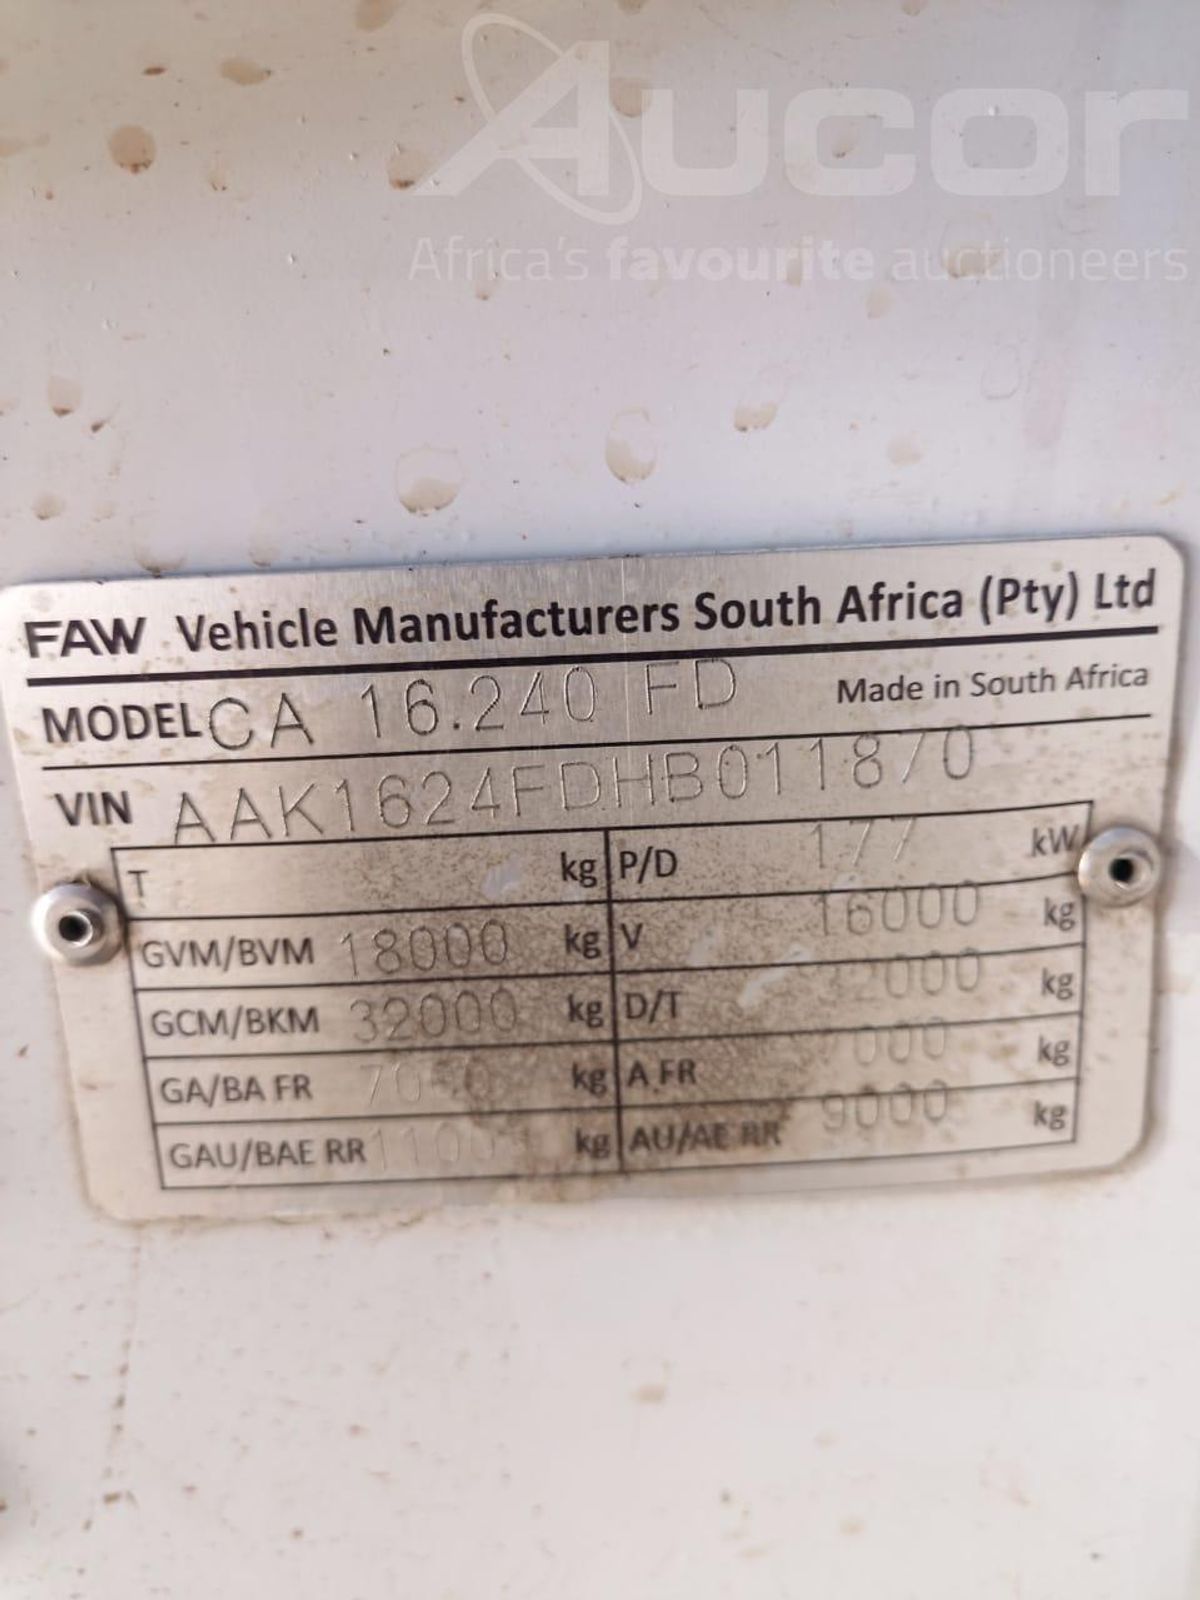 Aucor
Africa's favourite auctioneers
FAW Vehicle Manufacturers South Africa (Pty) Ltd
MODEL CA 16.240 FD Made in South Africa
VIN AAK1624FDHB011870
T kg P/D 177 kW
GVM/BVM 18000 kg V 16000 kg
GCM/BKM 32000 kg D/T kg
GA/BA FR kg A FR kg
GAU/BAE RR kg AU/AE RR 9000 kg